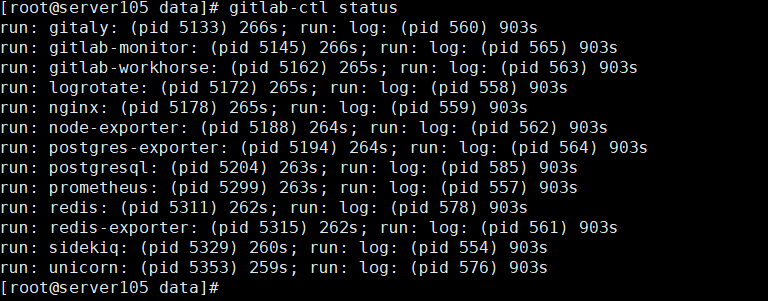 [root@server105 data]# gitlab-ctl status
run: gitaly: (pid 5133) 266s; run: log: (pid 560) 903s
run: gitlab-monitor: (pid 5145) 266s; run: log: (pid 565) 903s
run: gitlab-workhorse: (pid 5162) 265s; run: log: (pid 563) 903s
run: logrotate: (pid 5172) 265s; run: log: (pid 558) 903s
run: nginx: (pid 5178) 265s; run: log: (pid 559) 903s
run: node-exporter: (pid 5188) 264s; run: log: (pid 562) 903s
run: postgres-exporter: (pid 5194) 264s; run: log: (pid 564) 903s
run: postgresql: (pid 5204) 263s; run: log: (pid 585) 903s
run: prometheus: (pid 5299) 263s; run: log: (pid 557) 903s
run: redis: (pid 5311) 262s; run: log: (pid 578) 903s
run: redis-exporter: (pid 5315) 262s; run: log: (pid 561) 903s
run: sidekiq: (pid 5329) 260s; run: log: (pid 554) 903s
run: unicorn: (pid 5353) 259s; run: log: (pid 576) 903s
[root@server105 data]#